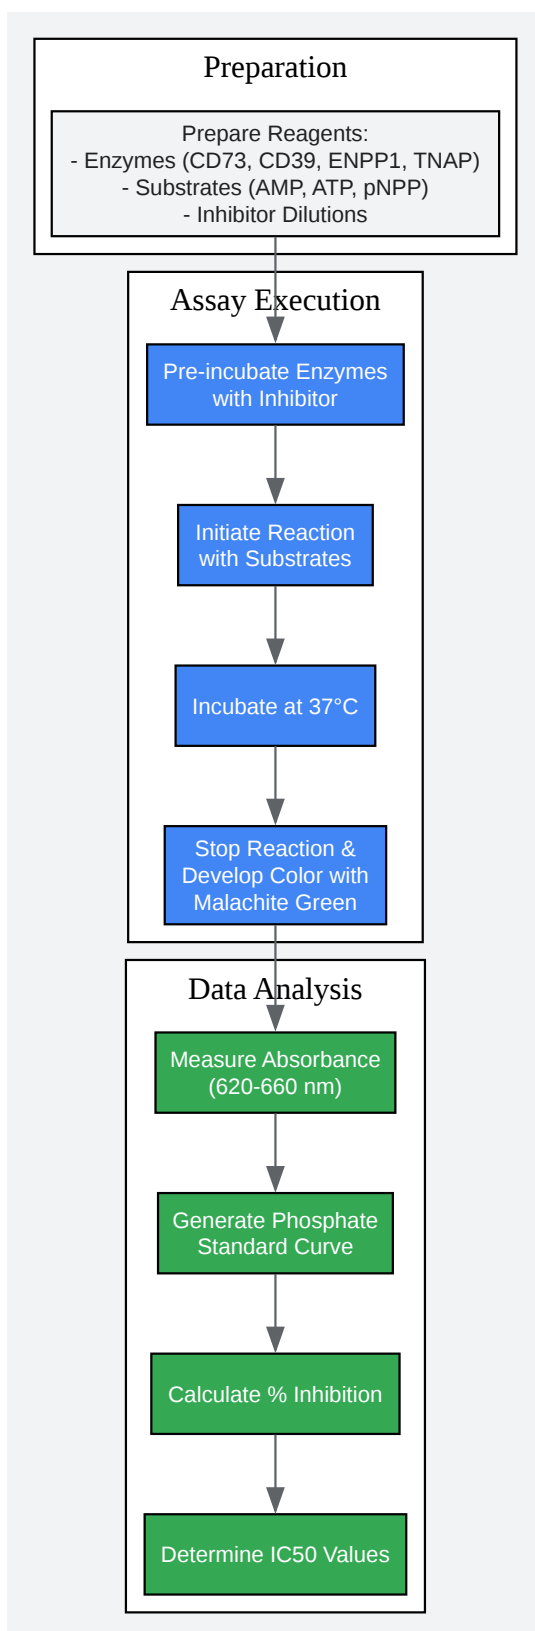 Preparation
Prepare Reagents:
- Enzymes (CD73, CD39, ENPP1, TNAP)
- Substrates (AMP, ATP, pNPP)
- Inhibitor Dilutions
Assay Execution
Pre-incubate Enzymes
with Inhibitor
Initiate Reaction
with Substrates
Incubate at 37°C
Stop Reaction &
Develop Color with
Malachite Green
Data Analysis
Measure Absorbance
(620-660 nm)
Generate Phosphate
Standard Curve
Calculate % Inhibition
Determine IC50 Values